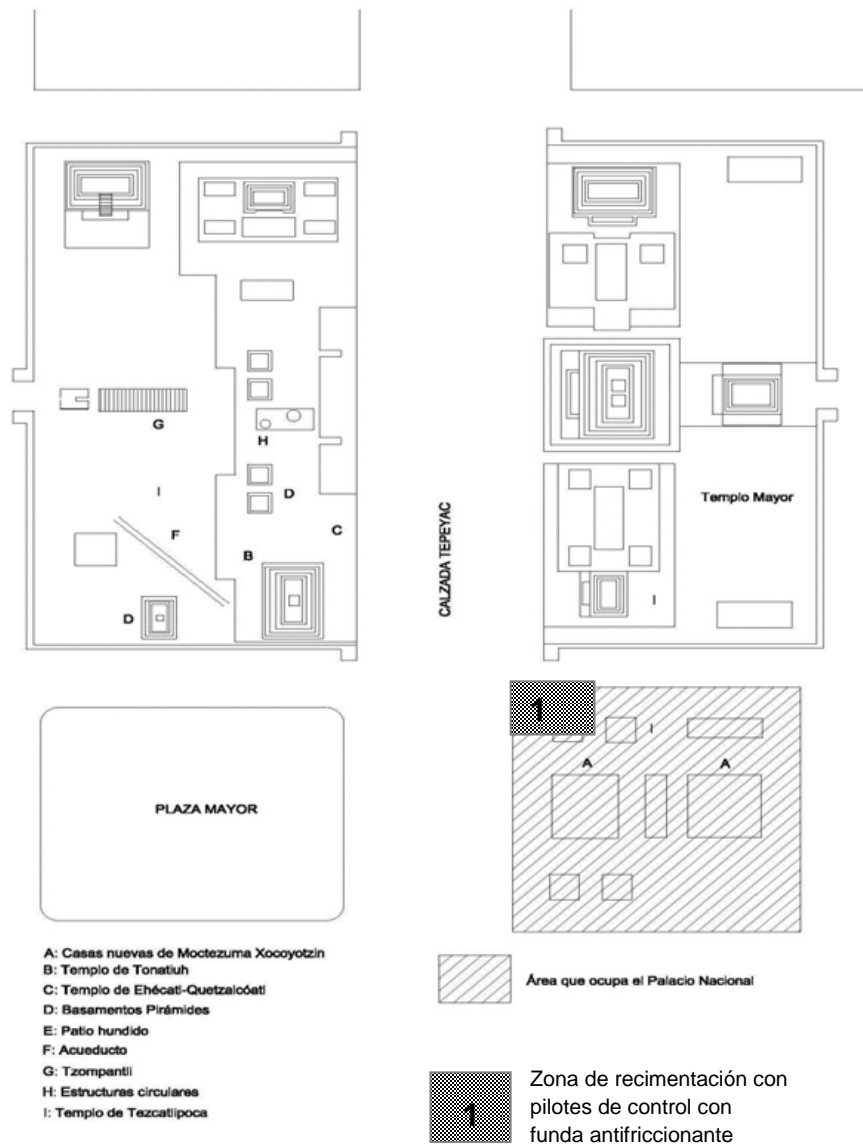 G
H
I
D
C
F
B
D
CALZADA TEPEYAC
Templo Mayor
I
1
I
A
A
PLAZA MAYOR
A: Casas nuevas de Moctezuma Xocoyotzin
B: Templo de Tonatiuh
C: Templo de Ehécatl-Quetzalcóatl
D: Basamentos Pirámides
E: Patio hundido
F: Acueducto
G: Tzompantli
H: Estructuras circulares
I: Templo de Tezcatlipoca
Área que ocupa el Palacio Nacional
1
Zona de recimentación con
pilotes de control con
funda antifriccionante